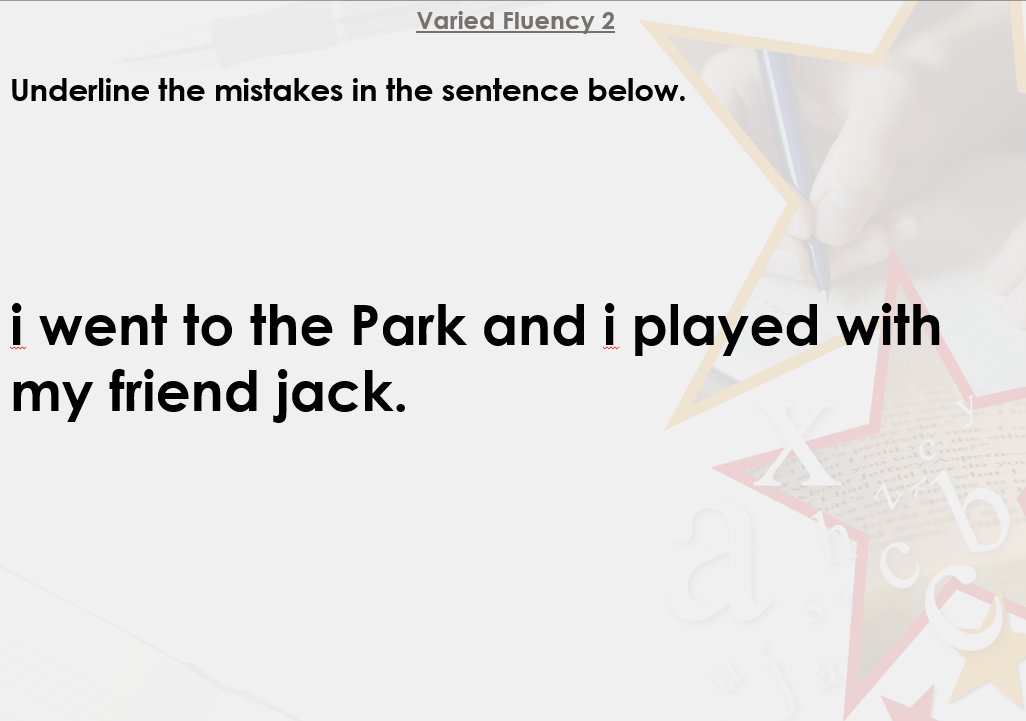 Varied Fluency 2
Underline the mistakes in the sentence below.
i went to the Park and i played with
my friend jack.
x
y
c
z
b
a
h
c
c
j
a